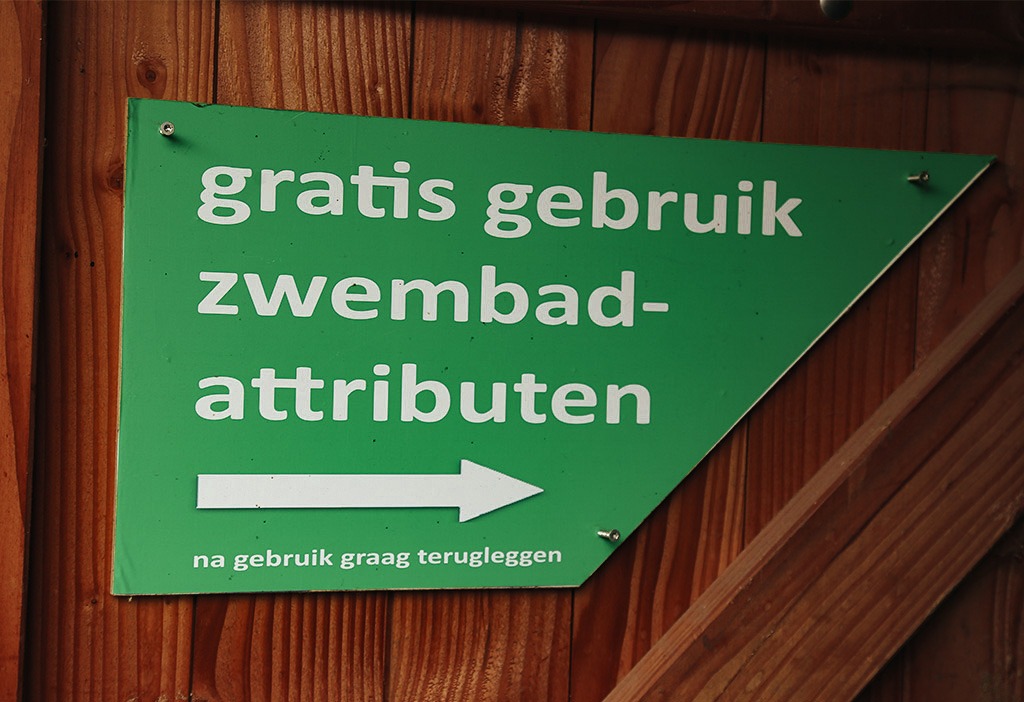 gratis gebruik
zwembad-
attributen
na gebruik graag terugleggen